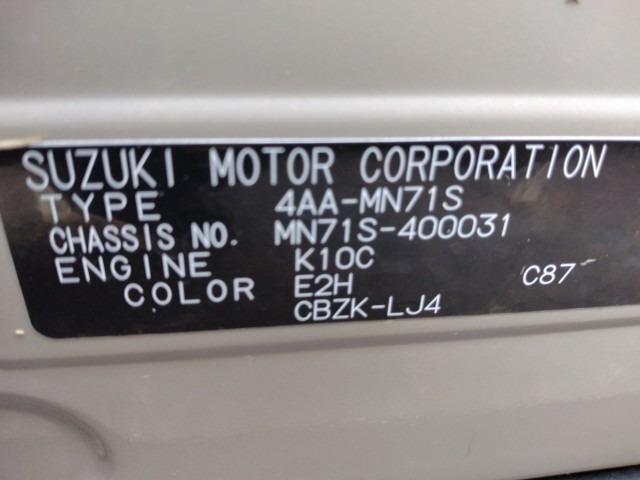 SUZUKI MOTOR CORPORATION
TYPE 4AA-MN71S
CHASSIS NO. MN71S-400031
ENGINE K10C
COLOR E2H C87
CBZK-LJ4